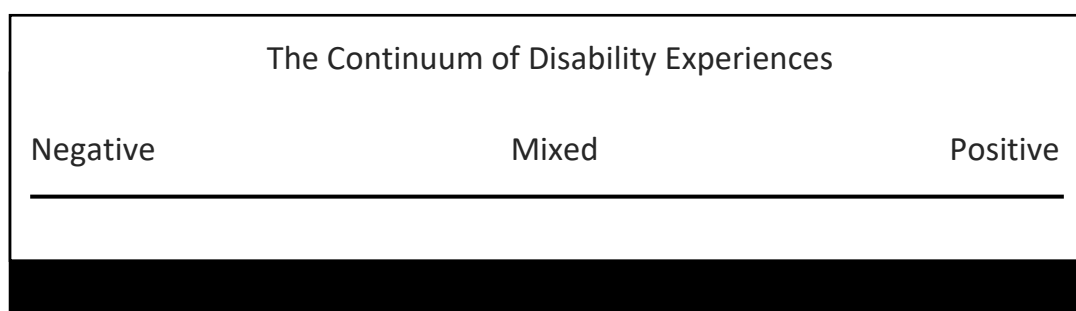 The Continuum of Disability Experiences
Negative Mixed Positive